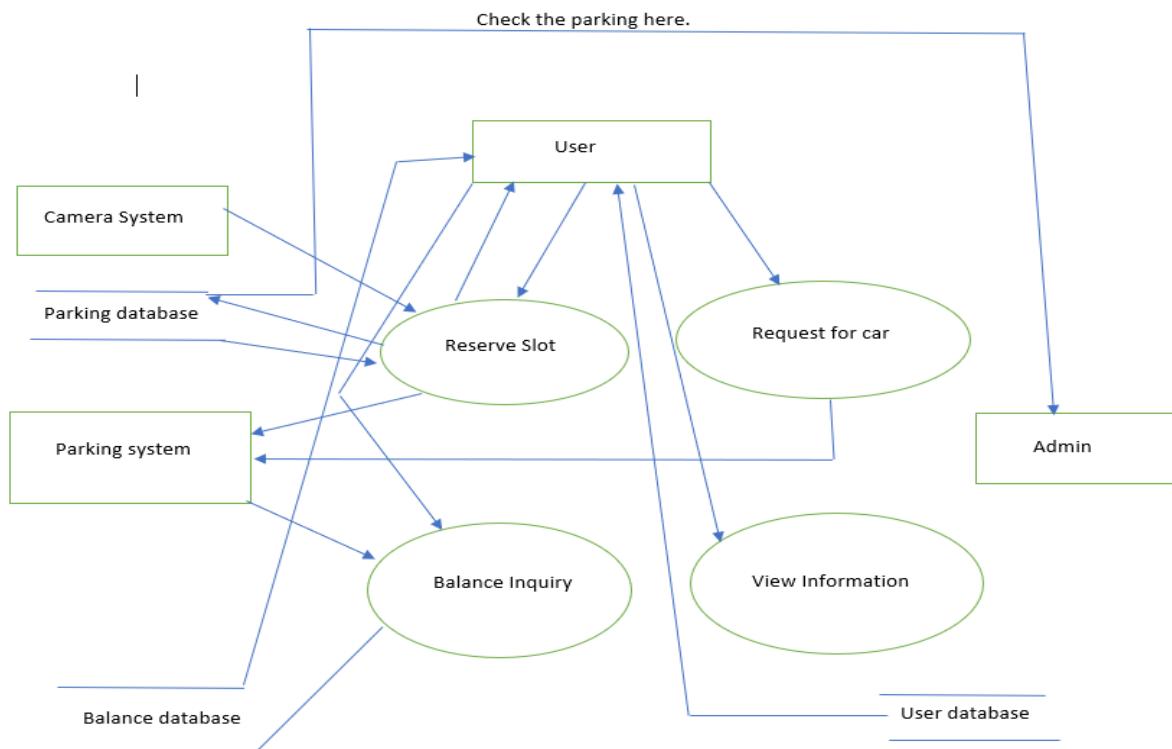 Check the parking here.
User
Camera System
Parking database
Reserve Slot
Request for car
Parking system
Admin
Balance Inquiry
View Information
Balance database
User database